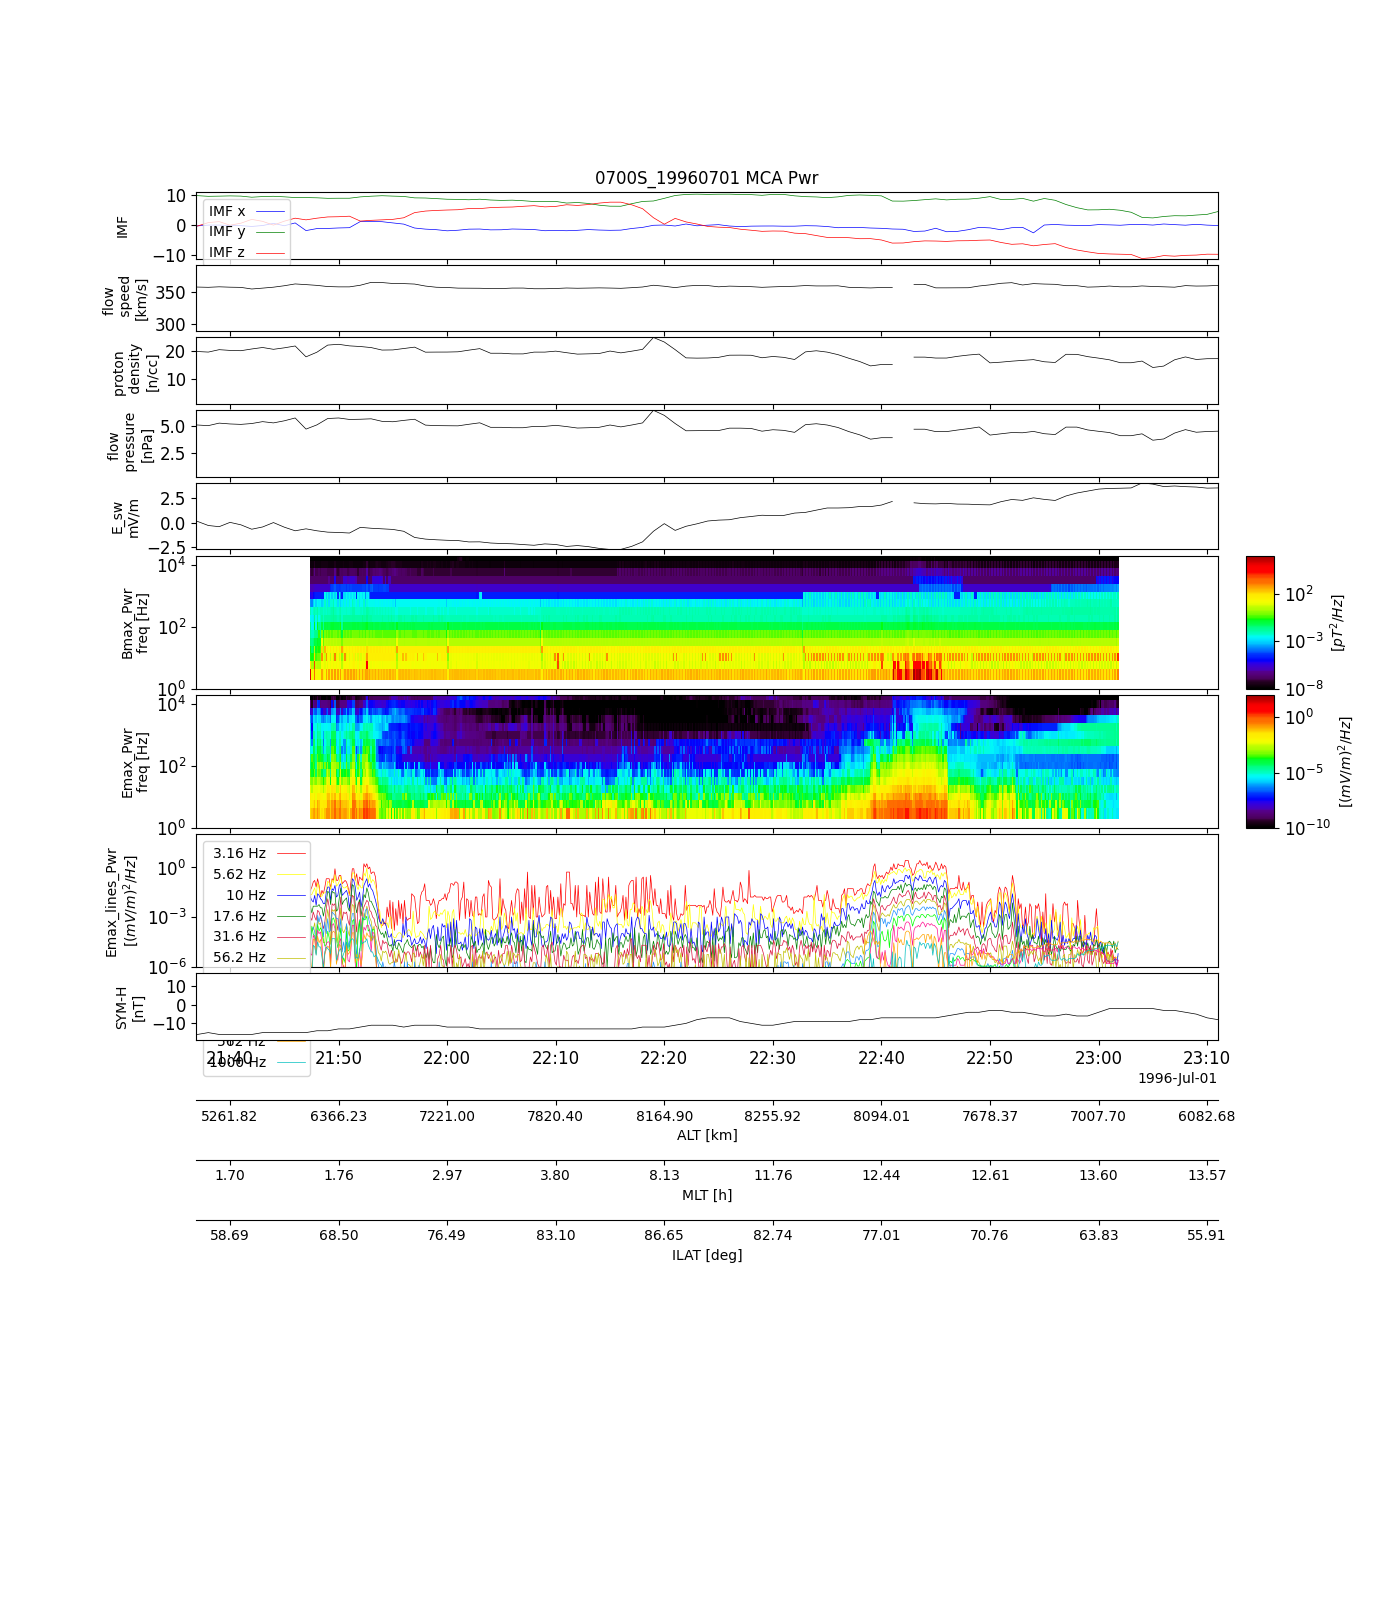 0700S_19960701 MCA Pwr
IMF
10
0
−10
IMF x
IMF y
IMF z
flow
speed
[km/s]
350
300
proton
density
[n/cc]
20
10
flow
pressure
[nPa]
5.0
2.5
E_sw
mV/m
2.5
0.0
−2.5
Bmax_Pwr
freq [Hz]
10^4
10^2
10^0
10^2
10^−3
10^−8
[pT^2/Hz]
Emax_Pwr
freq [Hz]
10^4
10^2
10^0
10^0
10^−5
10^−10
[(mV/m)^2/Hz]
Emax_lines_Pwr
[(mV/m)^2/Hz]
10^0
10^−3
10^−6
3.16 Hz
5.62 Hz
10 Hz
17.6 Hz
31.6 Hz
56.2 Hz
SYM-H
[nT]
10
0
−10
562 Hz
1000 Hz
21:40 21:50 22:00 22:10 22:20 22:30 22:40 22:50 23:00 23:10
1996-Jul-01
5261.82 6366.23 7221.00 7820.40 8164.90 8255.92 8094.01 7678.37 7007.70 6082.68
ALT [km]
1.70 1.76 2.97 3.80 8.13 11.76 12.44 12.61 13.60 13.57
MLT [h]
58.69 68.50 76.49 83.10 86.65 82.74 77.01 70.76 63.83 55.91
ILAT [deg]